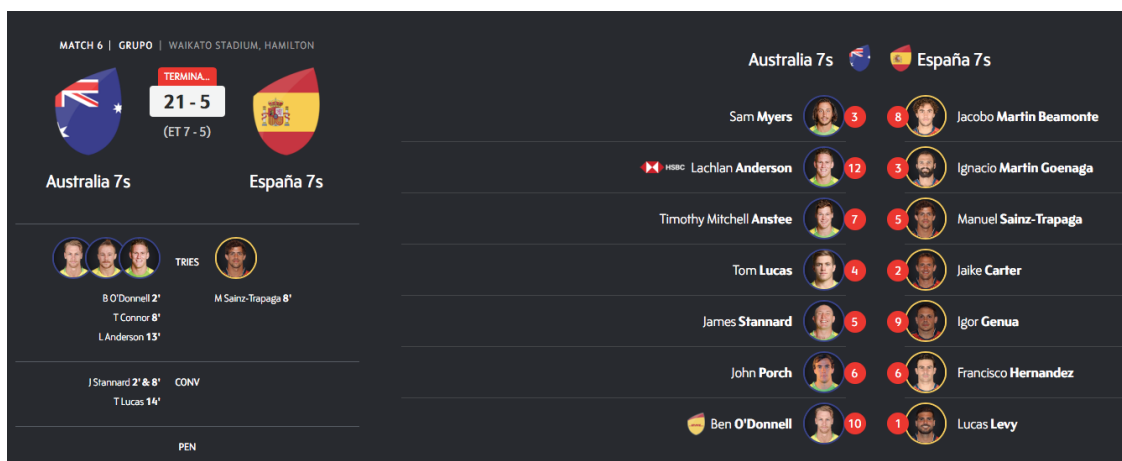 MATCH 6 | GRUPO | WAIKATO STADIUM, HAMILTON
TERMINA...
21 - 5
(ET 7 - 5)
Australia 7s
España 7s
TRIES
B O'Donnell 2'
T Connor 8'
L Anderson 13'
M Sainz-Trapaga 8'
J Stannard 2' & 8'
CONV
T Lucas 14'
PEN
Australia 7s
España 7s
Sam Myers 3
8 Jacobo Martin Beamonte
HSBC Lachlan Anderson 12
3 Ignacio Martin Goenaga
Timothy Mitchell Anstee 7
5 Manuel Sainz-Trapaga
Tom Lucas 4
2 Jaike Carter
James Stannard 5
9 Igor Genua
John Porch 6
6 Francisco Hernandez
Ben O'Donnell 10
1 Lucas Levy